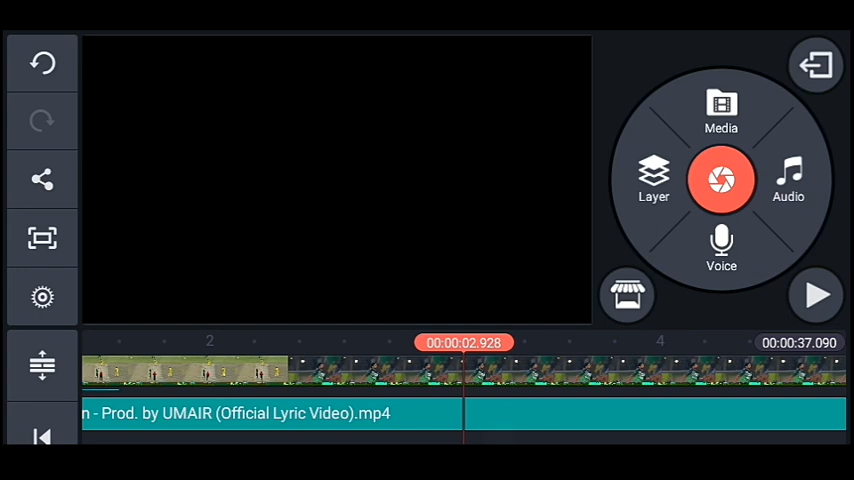 Media
Layer
Audio
Voice
2
00:00:02.928
4
00:00:37.090
n - Prod. by UMAIR (Official Lyric Video).mp4